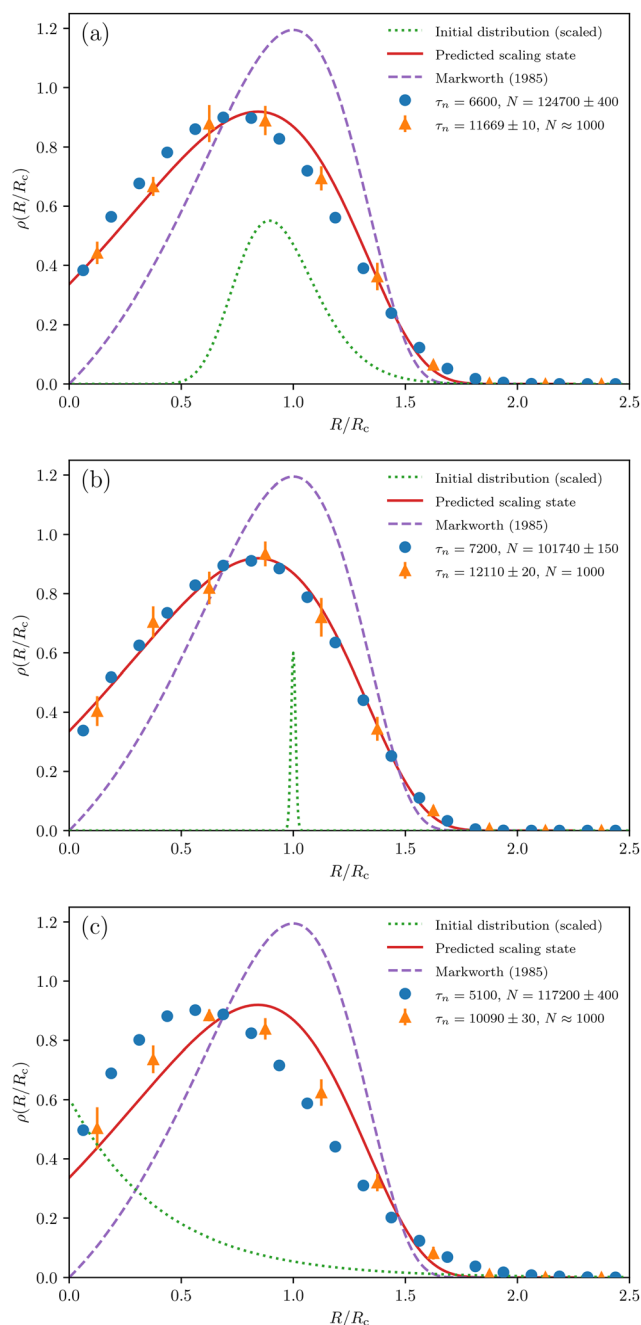 (a)
Initial distribution (scaled)
Predicted scaling state
Markworth (1985)
τₙ = 6600, N = 124700 ± 400
τₙ = 11669 ± 10, N ≈ 1000
ρ(R/R_c)
1.2
1.0
0.8
0.6
0.4
0.2
0.0
0.0 0.5 1.0 1.5 2.0 2.5
R/R_c
(b)
Initial distribution (scaled)
Predicted scaling state
Markworth (1985)
τₙ = 7200, N = 101740 ± 150
τₙ = 12110 ± 20, N = 1000
ρ(R/R_c)
1.2
1.0
0.8
0.6
0.4
0.2
0.0
0.0 0.5 1.0 1.5 2.0 2.5
R/R_c
(c)
Initial distribution (scaled)
Predicted scaling state
Markworth (1985)
τₙ = 5100, N = 117200 ± 400
τₙ = 10090 ± 30, N ≈ 1000
ρ(R/R_c)
1.2
1.0
0.8
0.6
0.4
0.2
0.0
0.0 0.5 1.0 1.5 2.0 2.5
R/R_c